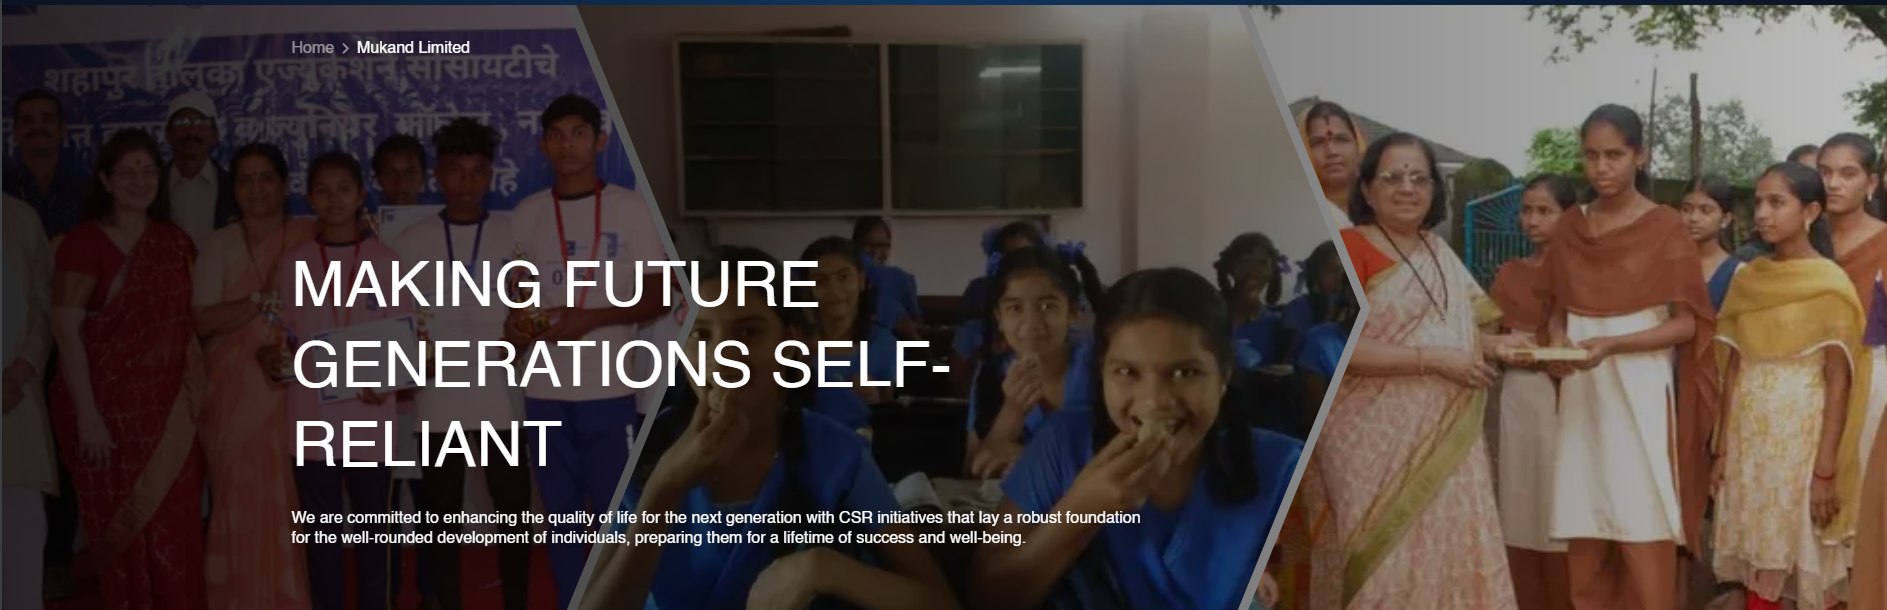 Home > Mukand Limited
शहापुर तालुका एज्युकेशन सोसायटीचे
ज्युनियर
MAKING FUTURE
GENERATIONS SELF-
RELIANT
We are committed to enhancing the quality of life for the next generation with CSR initiatives that lay a robust foundation
for the well-rounded development of individuals, preparing them for a lifetime of success and well-being.